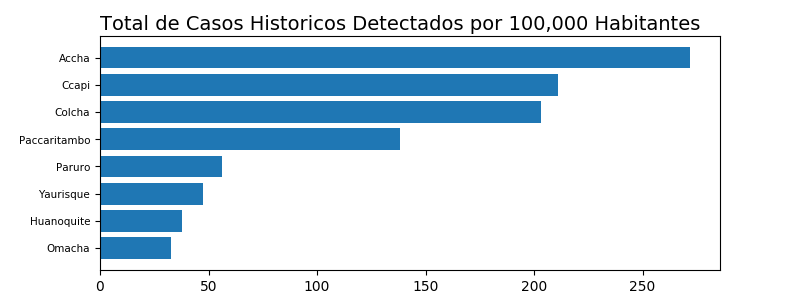 Total de Casos Historicos Detectados por 100,000 Habitantes
Accha
Ccapi
Colcha
Paccaritambo
Paruro
Yaurisque
Huanoquite
Omacha
0 50 100 150 200 250